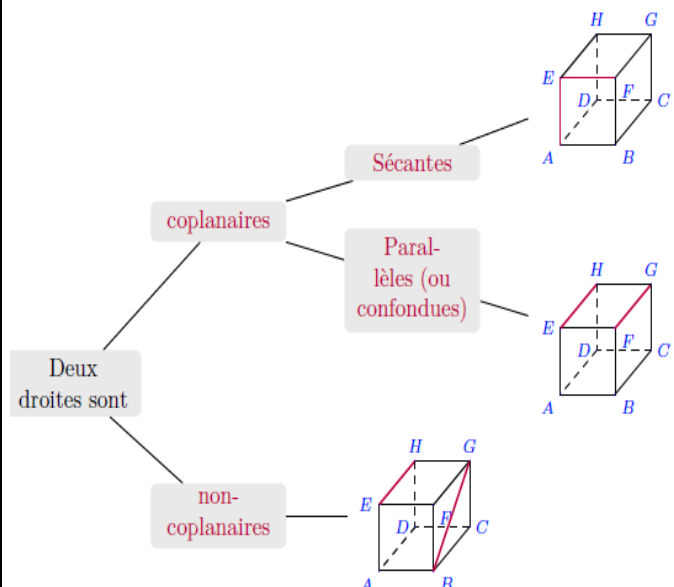 H G
E
D F C
A B
Sécantes
coplanaires
Paral-
lèles (ou
confondues)
H G
E
D F C
A B
Deux
droites sont
H G
E
D F C
A B
non-
coplanaires